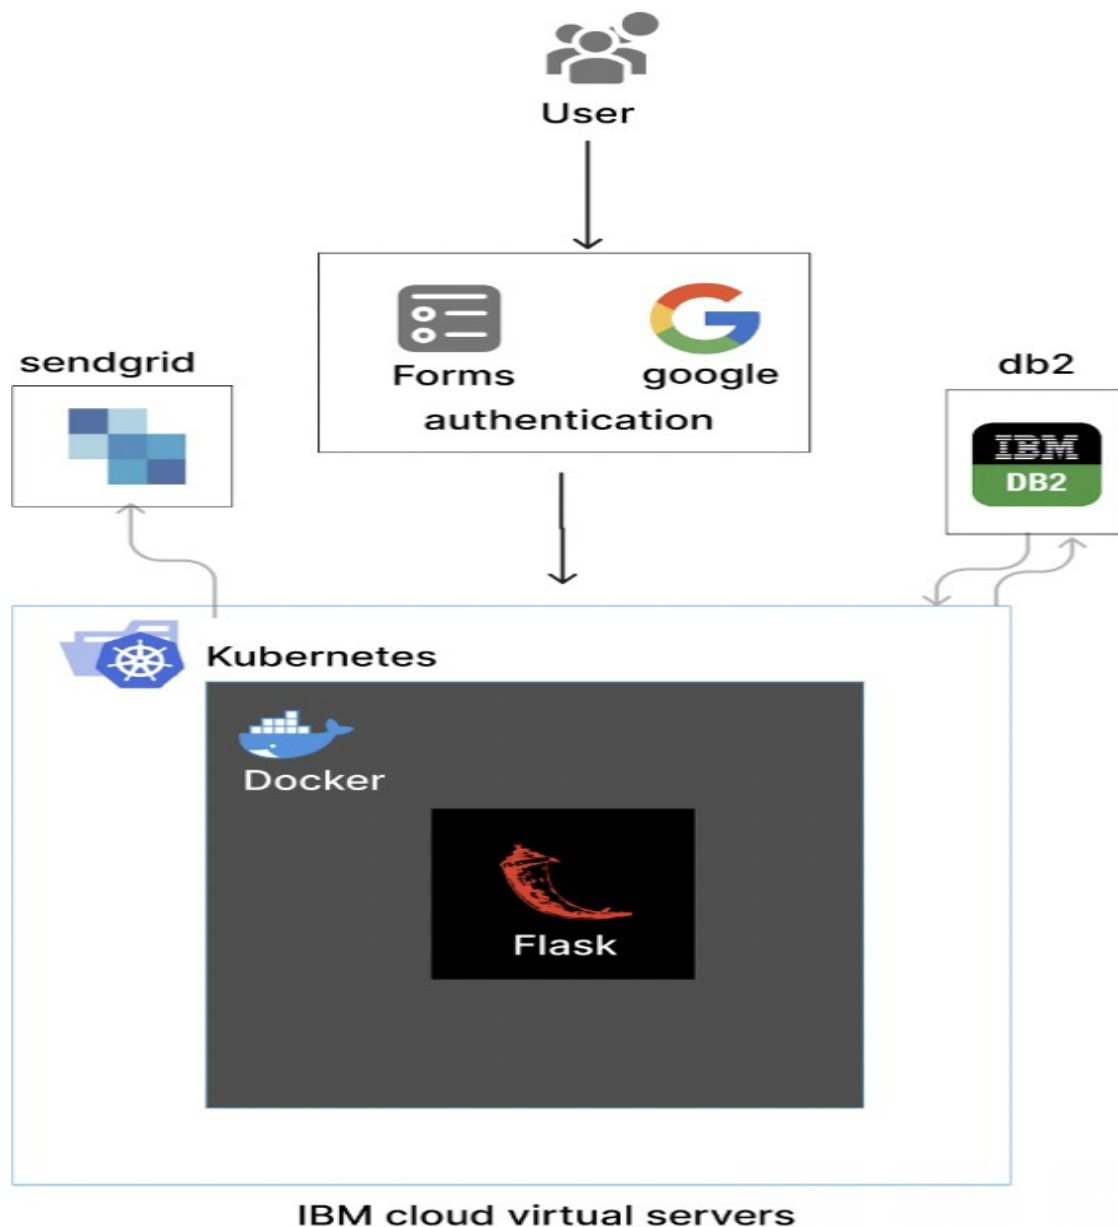 User
Forms
google
authentication
sendgrid
db2
IBM
DB2
Kubernetes
Docker
Flask
IBM cloud virtual servers